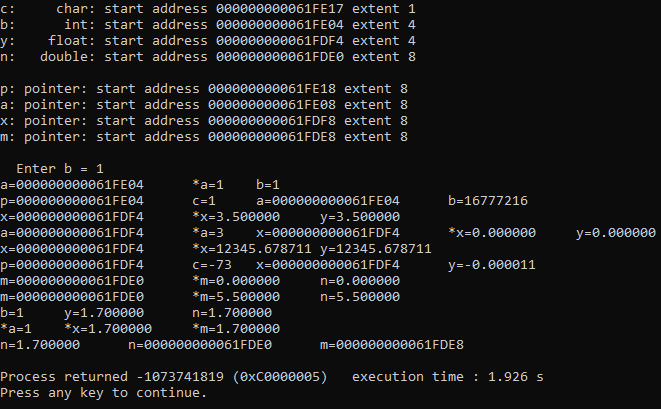 c:     char: start address 000000000061FE17 extent 1
b:      int: start address 000000000061FE04 extent 4
y:    float: start address 000000000061FDF4 extent 4
n:   double: start address 000000000061FDE0 extent 8
p: pointer: start address 000000000061FE18 extent 8
a: pointer: start address 000000000061FE08 extent 8
x: pointer: start address 000000000061FDF8 extent 8
m: pointer: start address 000000000061FDE8 extent 8
  Enter b = 1
a=000000000061FE04      *a=1    b=1
p=000000000061FE04      c=1     a=000000000061FE04      b=16777216
x=000000000061FDF4      *x=3.500000     y=3.500000
a=000000000061FDF4      *a=3    x=000000000061FDF4      *x=0.000000     y=0.000000
x=000000000061FDF4      *x=12345.678711 y=12345.678711
p=000000000061FDF4      c=-73   x=000000000061FDF4      y=-0.000011
m=000000000061FDE0      *m=0.000000     n=0.000000
m=000000000061FDE0      *m=5.500000     n=5.500000
b=1     y=1.700000      n=1.700000
*a=1    *x=1.700000     *m=1.700000
n=1.700000      n=000000000061FDE0      m=000000000061FDE8
Process returned -1073741819 (0xC0000005)   execution time : 1.926 s
Press any key to continue.